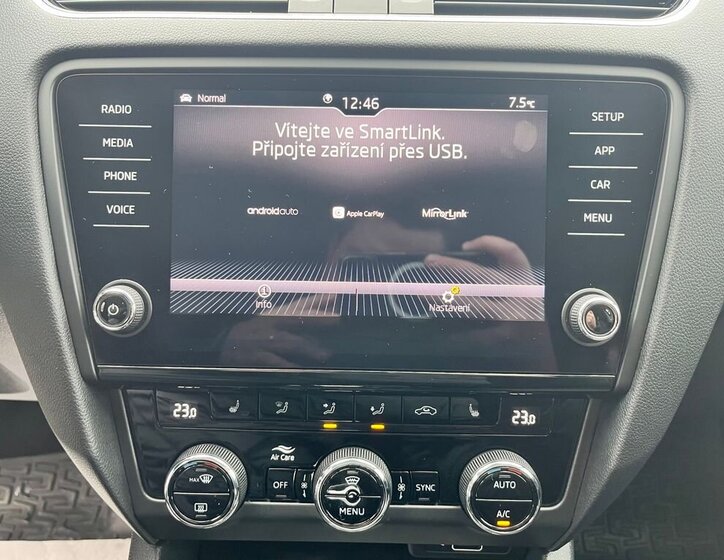 Normal
12:46
7.5°C
RADIO
MEDIA
PHONE
VOICE
SETUP
APP
CAR
MENU
Vítejte ve SmartLink.
Připojte zařízení přes USB.
androidauto
Apple CarPlay
MirrorLink
Info
Nastavení
23.0
23.0
Air Care
MAX
OFF
MENU
SYNC
AUTO
A/C